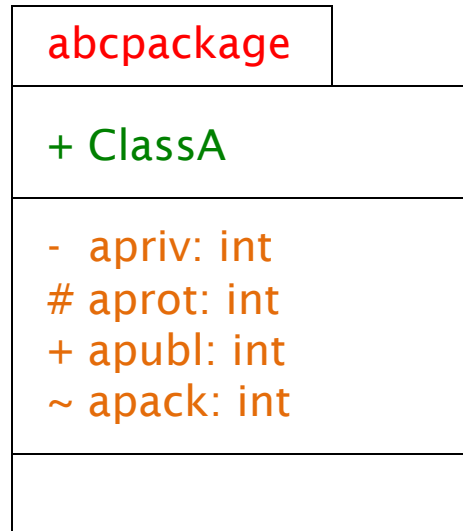 abcpackage
+ ClassA
- apriv: int
# aprot: int
+ apubl: int
~ apack: int